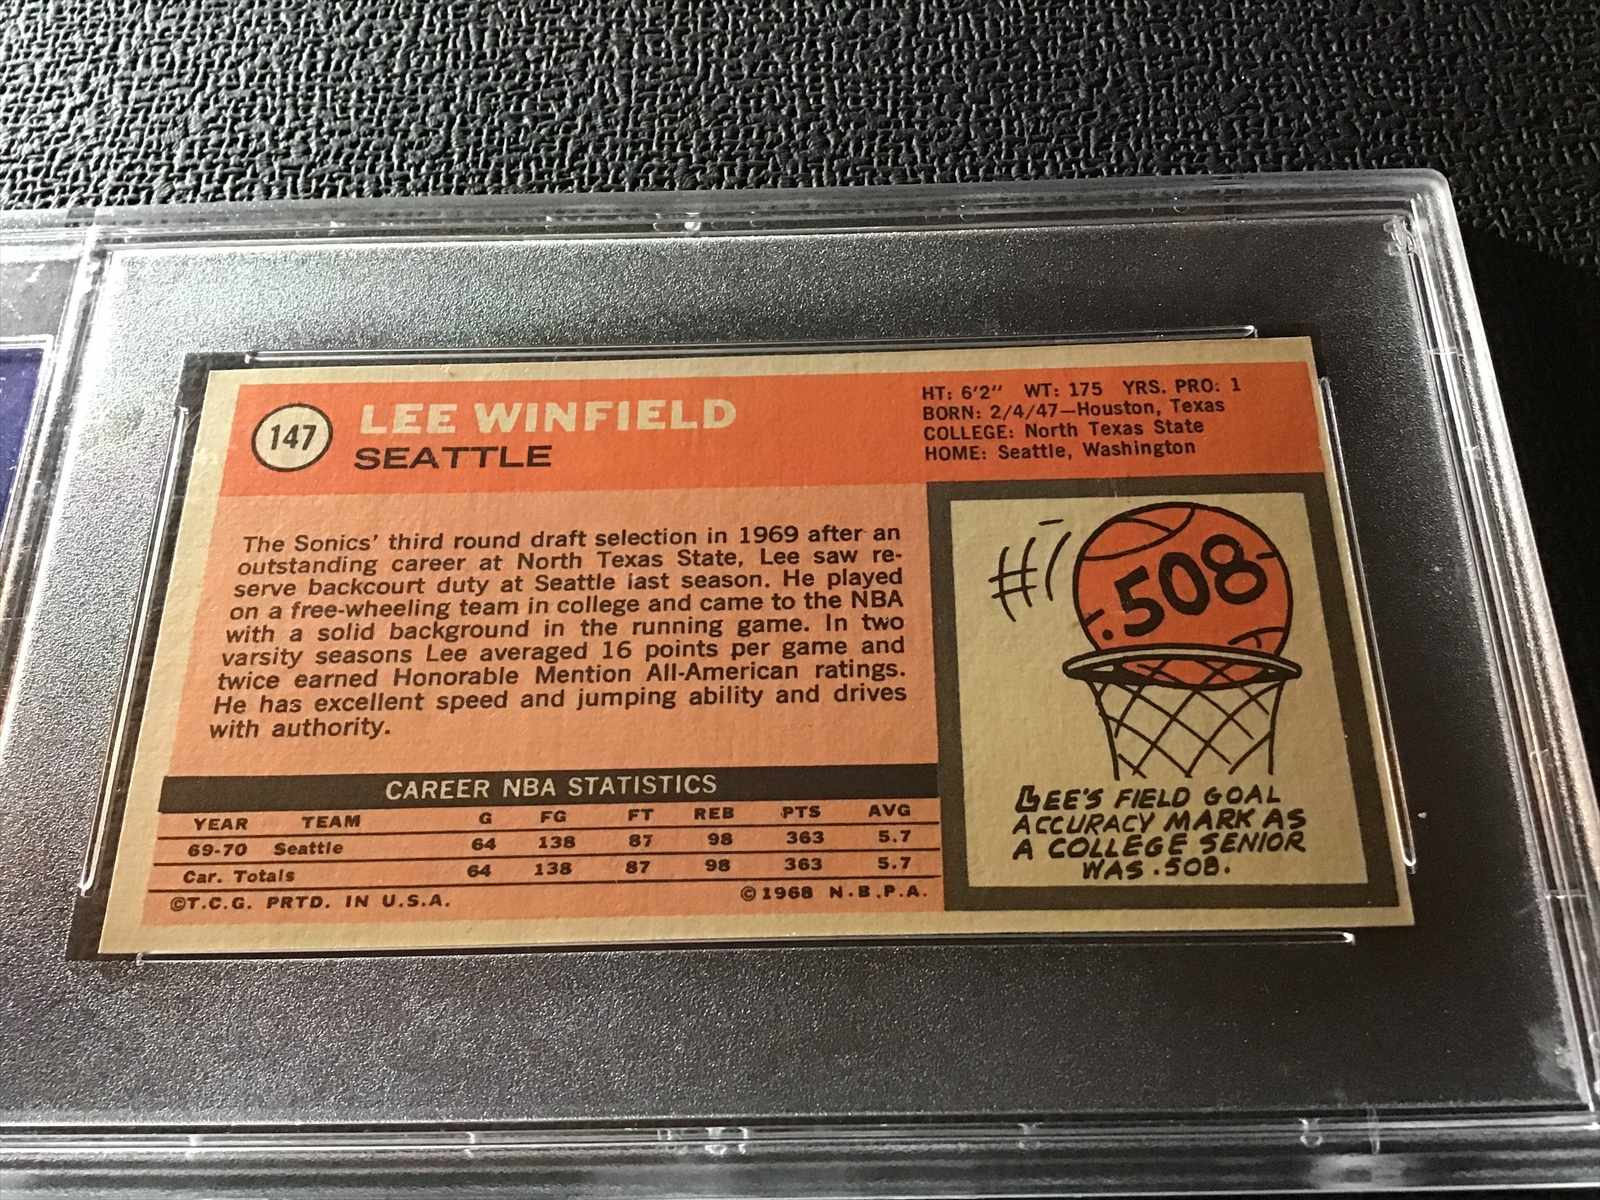 147
LEE WINFIELD
SEATTLE
HT: 6'2" WT: 175 YRS. PRO: 1
BORN: 2/4/47—Houston, Texas
COLLEGE: North Texas State
HOME: Seattle, Washington
The Sonics' third round draft selection in 1969 after an
outstanding career at North Texas State, Lee saw re-
serve backcourt duty at Seattle last season. He played
on a free-wheeling team in college and came to the NBA
with a solid background in the running game. In two
varsity seasons Lee averaged 16 points per game and
twice earned Honorable Mention All-American ratings.
He has excellent speed and jumping ability and drives
with authority.
.508
LEE'S FIELD GOAL
ACCURACY MARK AS
A COLLEGE SENIOR
WAS .508.
CAREER NBA STATISTICS
YEAR TEAM G FG FT REB PTS AVG
69-70 Seattle 64 138 87 98 363 5.7
Car. Totals 64 138 87 98 363 5.7
©T.C.G. PRTD. IN U.S.A. ©1968 N.B.P.A.